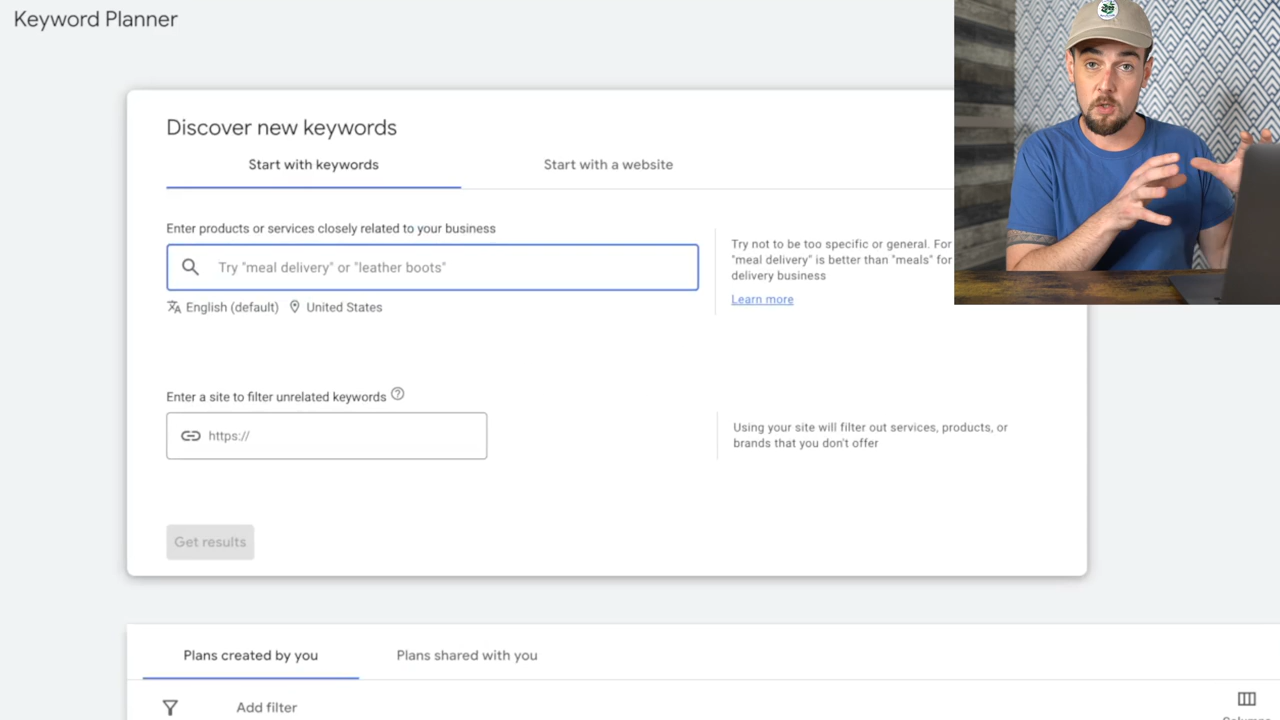 Keyword Planner
Discover new keywords
Start with keywords
Start with a website
Enter products or services closely related to your business
Try "meal delivery" or "leather boots"
English (default)
United States
Try not to be too specific or general. For
"meal delivery" is better than "meals" for
delivery business
Learn more
Enter a site to filter unrelated keywords
https://
Using your site will filter out services, products, or
brands that you don't offer
Get results
Plans created by you
Plans shared with you
Add filter